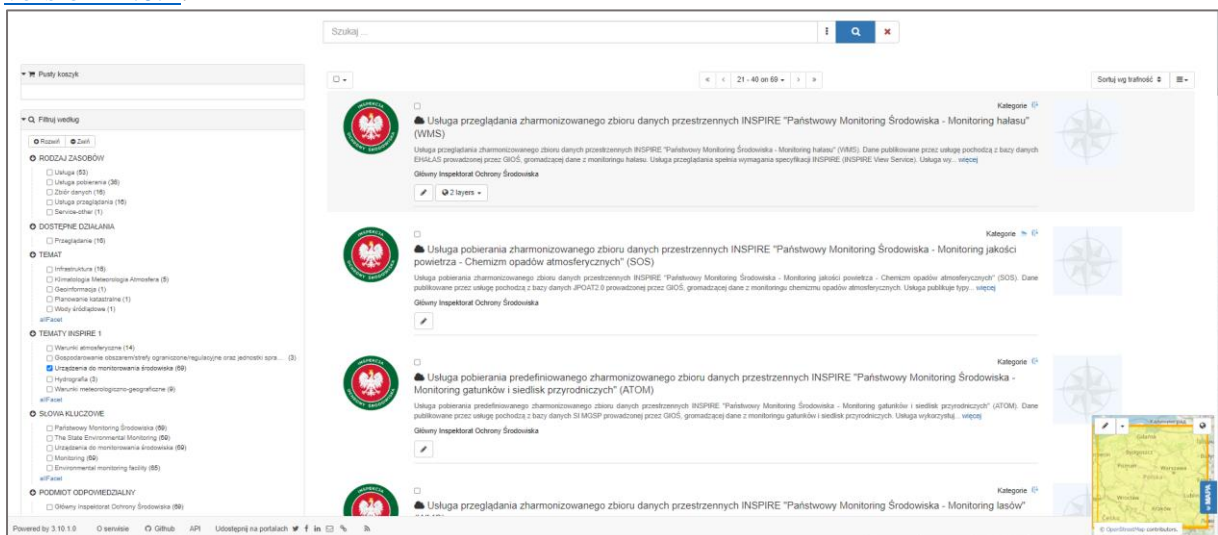 Szukaj ...
Pusty koszyk
Filtruj według
Rozwiń Zwiń
RODZAJ ZASOBÓW
Usługa (53)
Usługa pobierania (36)
Zbiór danych (16)
Usługa przeglądania (16)
Service-other (1)
DOSTĘPNE DZIAŁANIA
Przeglądanie (16)
TEMAT
Infrastruktura (18)
Klimatologia Meteorologia Atmosfera (5)
Geoinformacja (1)
Planowanie katastralne (1)
Wody śródlądowe (1)
allFacet
TEMATY INSPIRE 1
Warunki atmosferyczne (14)
Gospodarowanie obszarem/strefy ograniczone/regulacyjne oraz jednostki spra... (3)
Urządzenia do monitorowania środowiska (69)
Hydrografia (3)
Warunki meteorologiczno-geograficzne (9)
allFacet
SŁOWA KLUCZOWE
Państwowy Monitoring Środowiska (69)
The State Environmental Monitoring (69)
Urządzenia do monitorowania środowiska (69)
Monitoring (69)
Environmental monitoring facility (65)
allFacet
PODMIOT ODPOWIEDZIALNY
Główny Inspektorat Ochrony Środowiska (69)
21 - 40 on 69
Sortuj wg trafność
Kategorie
Usługa przeglądania zharmonizowanego zbioru danych przestrzennych INSPIRE "Państwowy Monitoring Środowiska - Monitoring hałasu"
(WMS)
Usługa przeglądania zharmonizowanego zbioru danych przestrzennych INSPIRE "Państwowy Monitoring Środowiska - Monitoring hałasu" (WMS). Dane publikowane przez usługę pochodzą z bazy danych
EHAŁAS prowadzonej przez GIOŚ, gromadzącej dane z monitoringu hałasu. Usługa przeglądania spełnia wymagania specyfikacji INSPIRE (INSPIRE View Service). Usługa wy... więcej
Główny Inspektorat Ochrony Środowiska
2 layers
Kategorie
Usługa pobierania zharmonizowanego zbioru danych przestrzennych INSPIRE "Państwowy Monitoring Środowiska - Monitoring jakości
powietrza - Chemizm opadów atmosferycznych" (SOS)
Usługa pobierania zharmonizowanego zbioru danych przestrzennych INSPIRE "Państwowy Monitoring Środowiska - Monitoring jakości powietrza - Chemizm opadów atmosferycznych" (SOS). Dane
publikowane przez usługę pochodzą z bazy danych JPOAT2.0 prowadzonej przez GIOŚ, gromadzącej dane z monitoringu chemizmu opadów atmosferycznych. Usługa publikuje typy... więcej
Główny Inspektorat Ochrony Środowiska
Kategorie
Usługa pobierania predefiniowanego zharmonizowanego zbioru danych przestrzennych INSPIRE "Państwowy Monitoring Środowiska -
Monitoring gatunków i siedlisk przyrodniczych" (ATOM)
Usługa pobierania predefiniowanego zharmonizowanego zbioru danych przestrzennych INSPIRE "Państwowy Monitoring Środowiska - Monitoring gatunków i siedlisk przyrodniczych" (ATOM). Dane
publikowane przez usługę pochodzą z bazy danych SI MOSP prowadzonej przez GIOŚ, gromadzącej dane z monitoringu gatunków i siedlisk przyrodniczych. Usługa wykorzystuj... więcej
Główny Inspektorat Ochrony Środowiska
Kategorie
Usługa przeglądania zharmonizowanego zbioru danych przestrzennych INSPIRE "Państwowy Monitoring Środowiska - Monitoring lasów"
Gdańsk
Bydgoszcz
Poznań Warszawa
Polska
Wrocław Lublin
MAPA
© OpenStreetMap contributors.
Powered by 3.10.1.0 O serwisie Github API Udostępnij na portalach